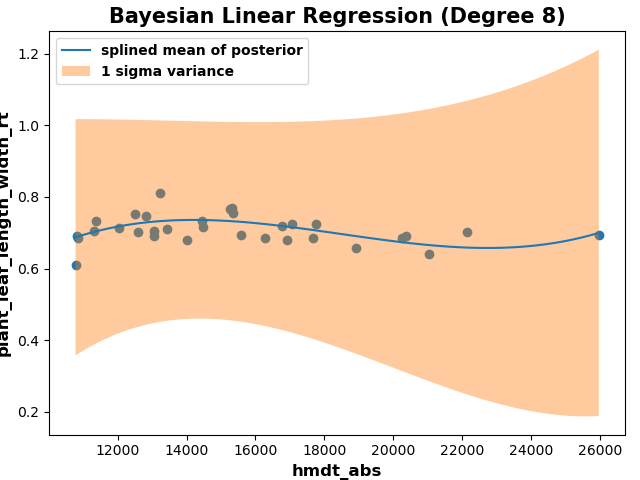 Bayesian Linear Regression (Degree 8)
splined mean of posterior
1 sigma variance
1.2
1.0
0.8
0.6
0.4
0.2
plant_leaf_length_width_rt
12000 14000 16000 18000 20000 22000 24000 26000
hmdt_abs